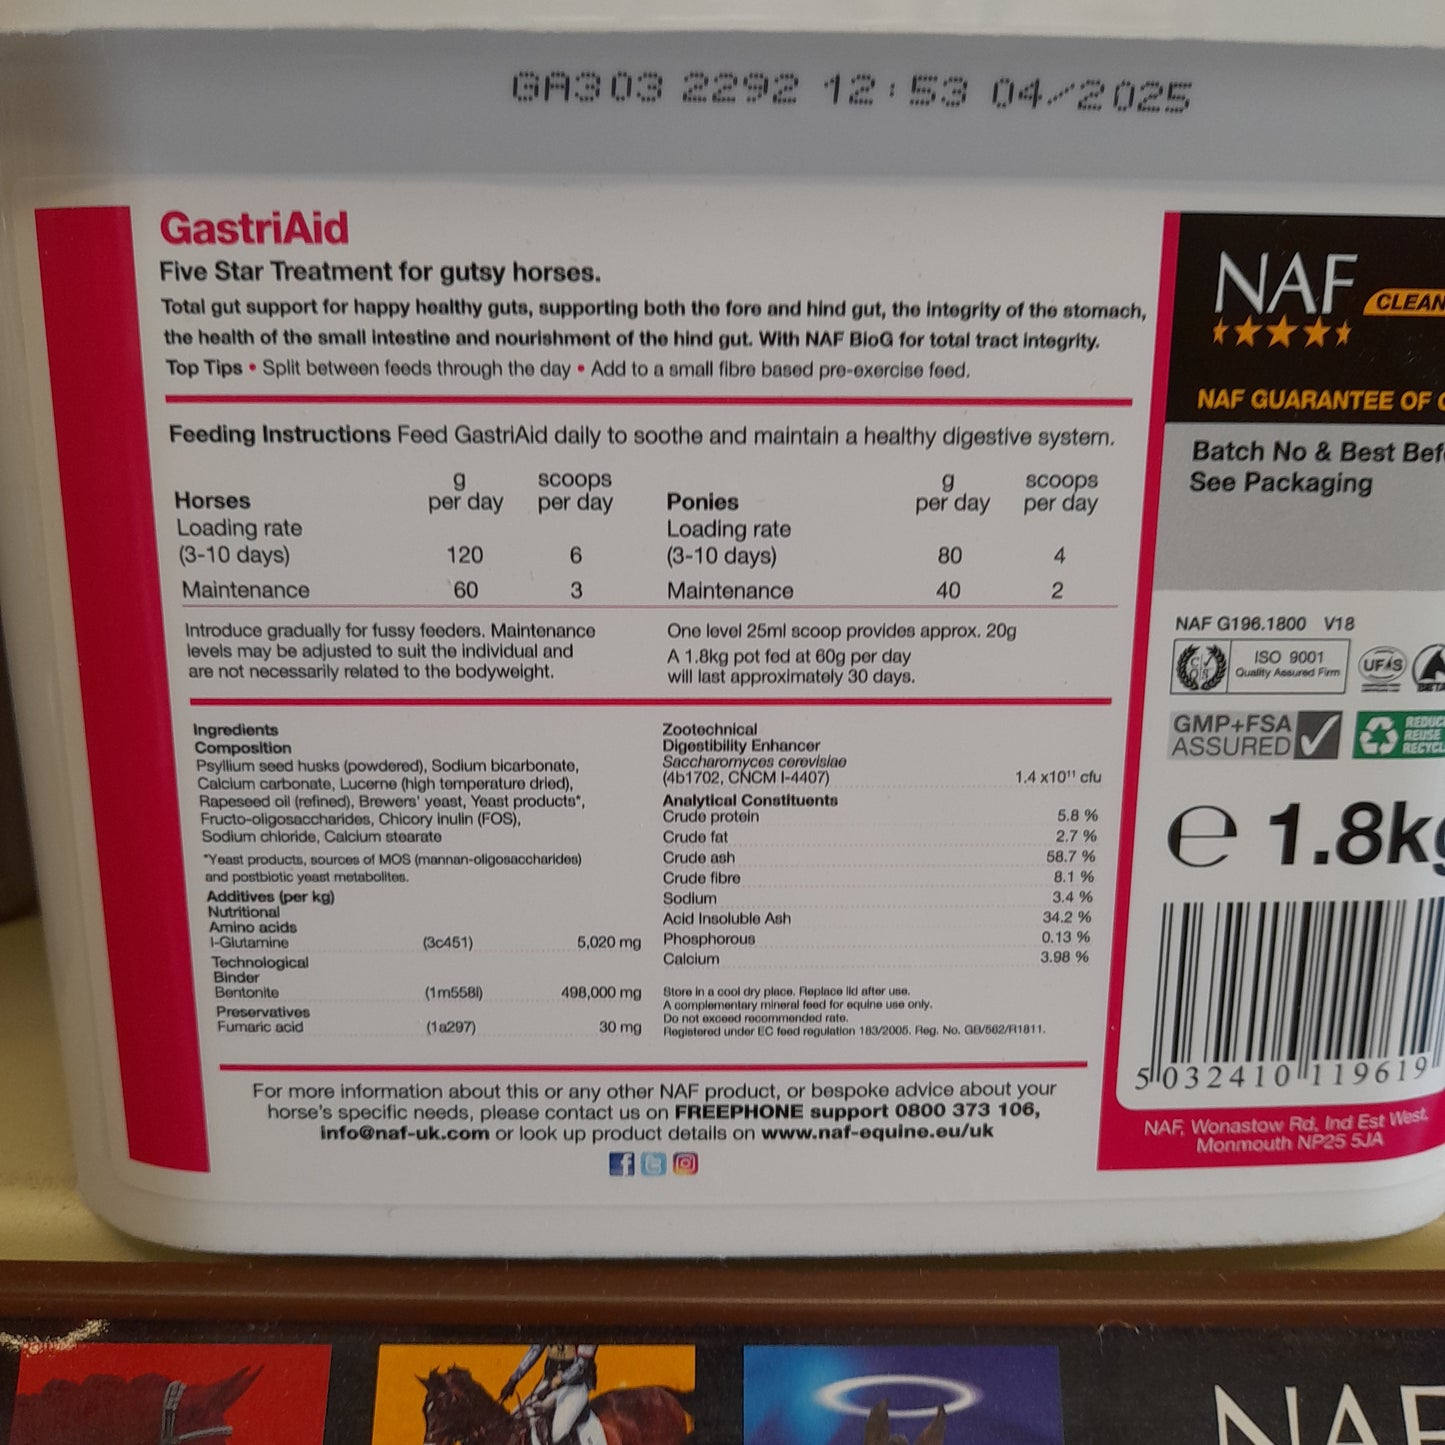 GA303 2292 12:53 04/2025
GastriAid
Five Star Treatment for gutsy horses.
Total gut support for happy healthy guts, supporting both the fore and hind gut, the integrity of the stomach,
the health of the small intestine and nourishment of the hind gut. With NAF BioG for total tract integrity.
Top Tips • Split between feeds through the day • Add to a small fibre based pre-exercise feed.
Feeding Instructions Feed GastriAid daily to soothe and maintain a healthy digestive system.
Horses g per day scoops per day
Loading rate
(3-10 days) 120 6
Maintenance 60 3
Ponies g per day scoops per day
Loading rate
(3-10 days) 80 4
Maintenance 40 2
Introduce gradually for fussy feeders. Maintenance
levels may be adjusted to suit the individual and
are not necessarily related to the bodyweight.
One level 25ml scoop provides approx. 20g
A 1.8kg pot fed at 60g per day
will last approximately 30 days.
Ingredients
Composition
Psyllium seed husks (powdered), Sodium bicarbonate,
Calcium carbonate, Lucerne (high temperature dried),
Rapeseed oil (refined), Brewers' yeast, Yeast products*,
Fructo-oligosaccharides, Chicory inulin (FOS),
Sodium chloride, Calcium stearate
*Yeast products, sources of MOS (mannan-oligosaccharides)
and postbiotic yeast metabolites.
Additives (per kg)
Nutritional
Amino acids
l-Glutamine (3c451) 5,020 mg
Technological
Binder
Bentonite (1m558i) 498,000 mg
Preservatives
Fumaric acid (1a297) 30 mg
Zootechnical
Digestibility Enhancer
Saccharomyces cerevisiae
(4b1702, CNCM I-4407) 1.4 x10¹¹ cfu
Analytical Constituents
Crude protein 5.8 %
Crude fat 2.7 %
Crude ash 58.7 %
Crude fibre 8.1 %
Sodium 3.4 %
Acid Insoluble Ash 34.2 %
Phosphorous 0.13 %
Calcium 3.98 %
Store in a cool dry place. Replace lid after use.
A complementary mineral feed for equine use only.
Do not exceed recommended rate.
Registered under EC feed regulation 183/2005. Reg. No. GB/562/R1811.
For more information about this or any other NAF product, or bespoke advice about your
horse's specific needs, please contact us on FREEPHONE support 0800 373 106,
info@naf-uk.com or look up product details on www.naf-equine.eu/uk
NAF
CLEAN
NAF GUARANTEE OF
Batch No & Best Bef
See Packaging
NAF G196.1800 V18
ISO 9001
Quality Assured Firm
UFAS
BETA
GMP+FSA
ASSURED
REDUC
REUSE
RECYCL
e 1.8kg
5 032410 119619
NAF, Wonastow Rd, Ind Est West,
Monmouth NP25 5JA
NAF